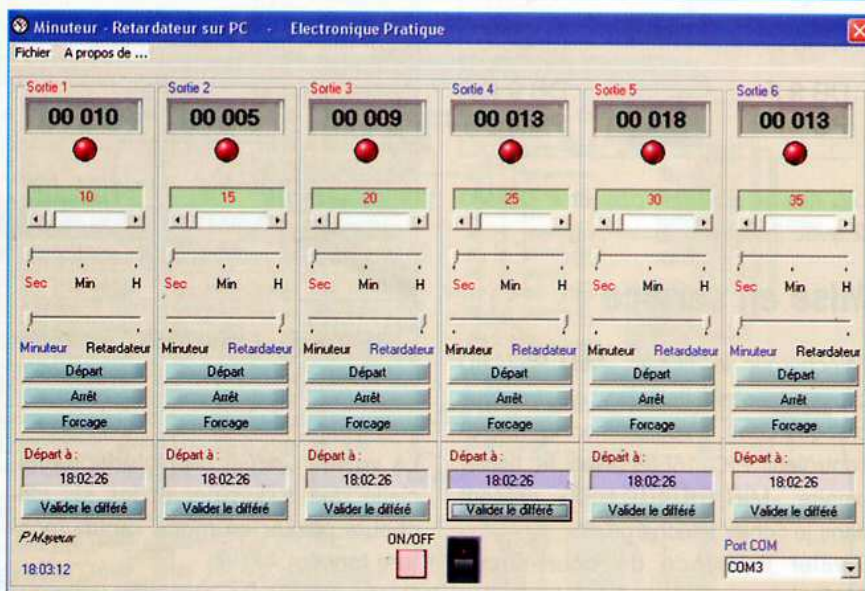 Minuteur - Retardateur sur PC - Electronique Pratique
Fichier A propos de ...
Sortie 1 Sortie 2 Sortie 3 Sortie 4 Sortie 5 Sortie 6
00 010 00 005 00 009 00 013 00 018 00 013
10 15 20 25 30 35
Sec Min H Sec Min H Sec Min H Sec Min H Sec Min H Sec Min H
Minuteur Retardateur Minuteur Retardateur Minuteur Retardateur Minuteur Retardateur Minuteur Retardateur Minuteur Retardateur
Départ Départ Départ Départ Départ Départ
Arrêt Arrêt Arrêt Arrêt Arrêt Arrêt
Forcage Forcage Forcage Forcage Forcage Forcage
Départ à : Départ à : Départ à : Départ à : Départ à : Départ à :
18:02:26 18:02:26 18:02:26 18:02:26 18:02:26 18:02:26
Valider le différé Valider le différé Valider le différé Valider le différé Valider le différé Valider le différé
P.Mayeux ON/OFF Port COM
18:03:12 COM3